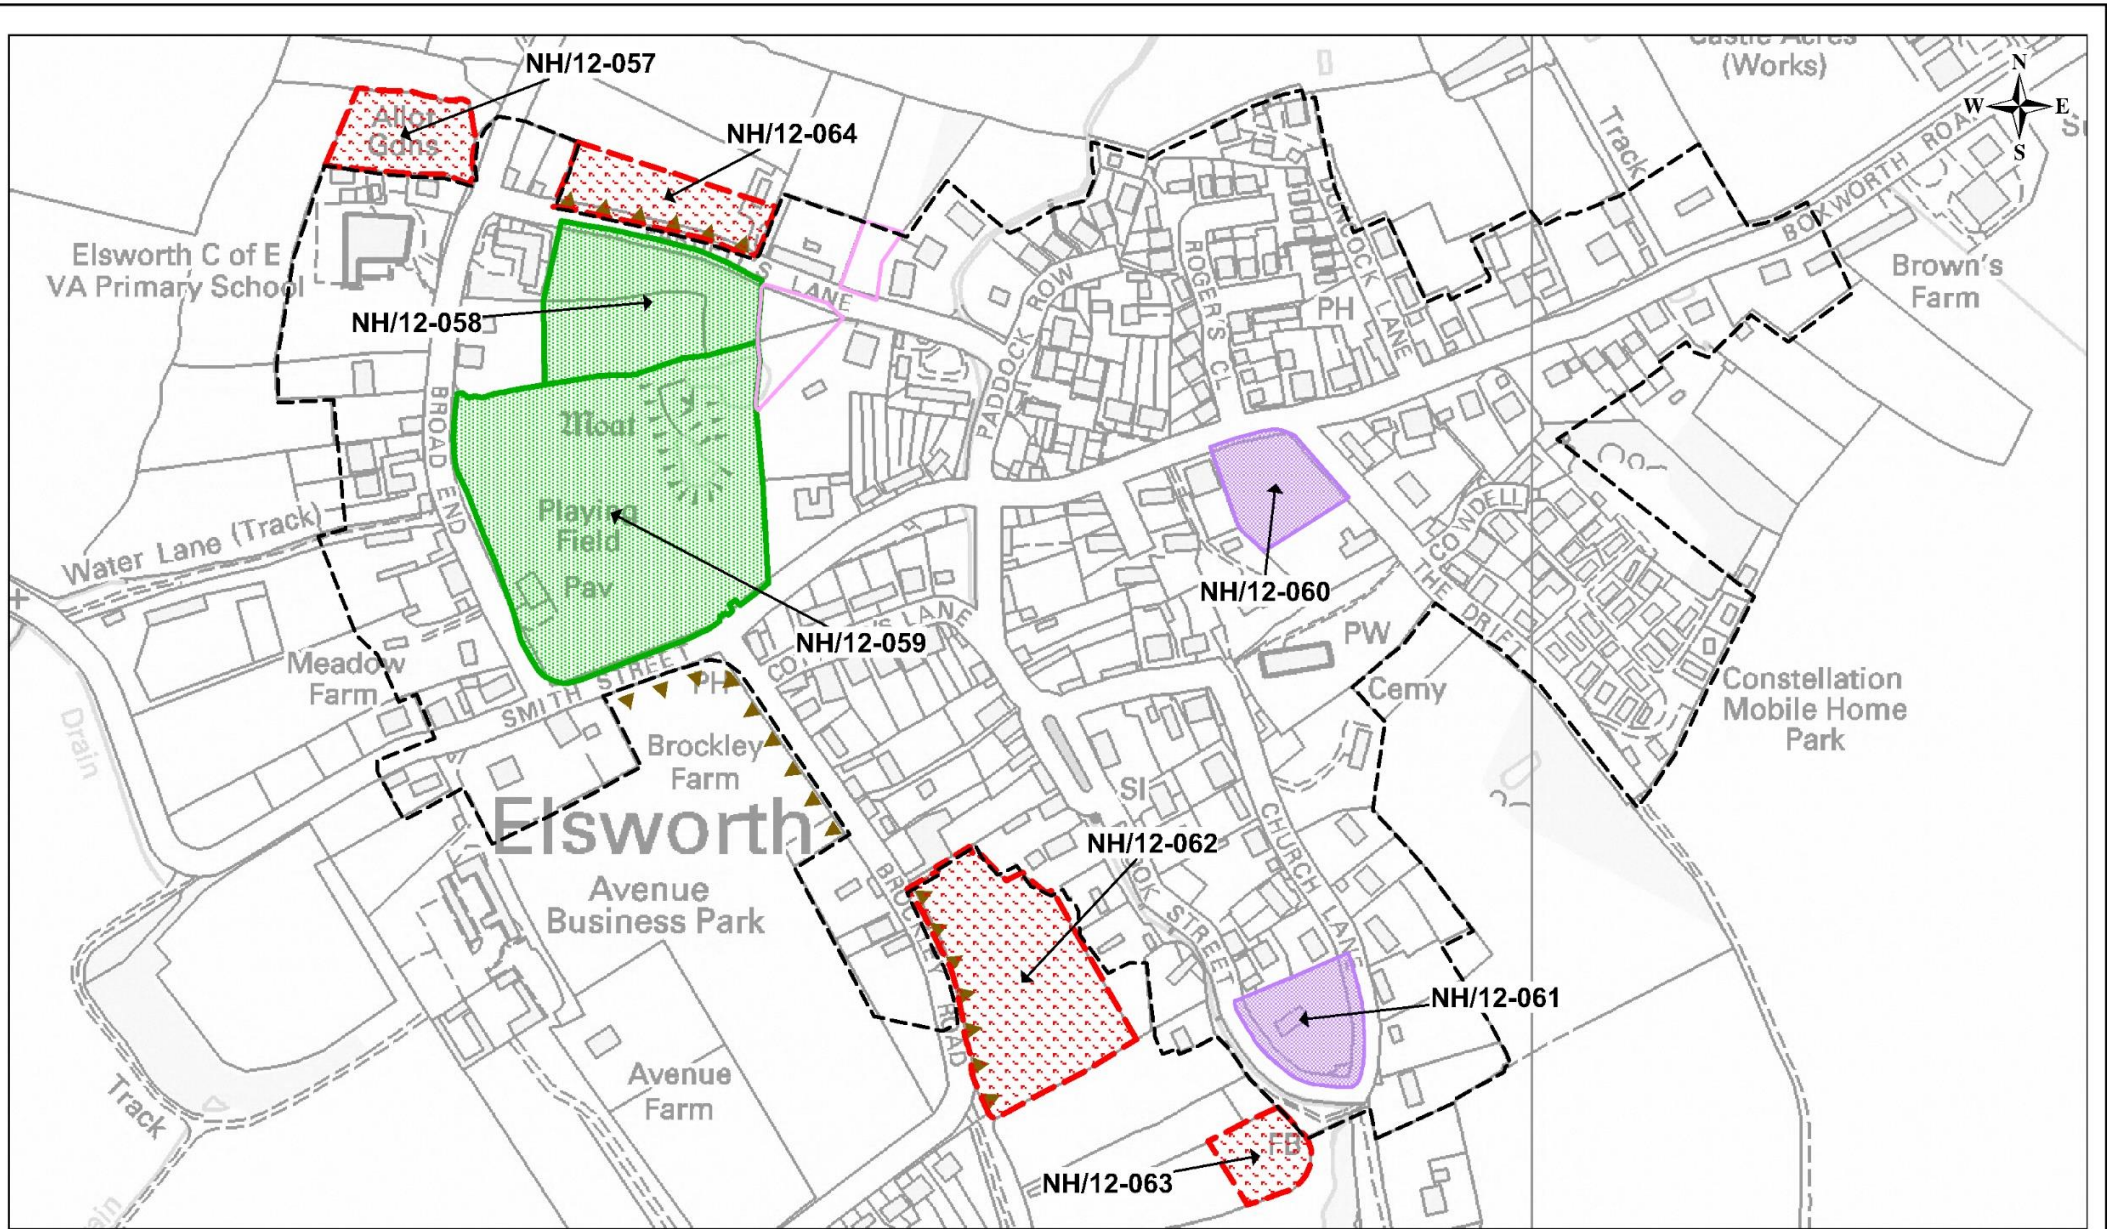 Castle Acres
(Works)
N
W
E
S
NH/12-057
Allot
Gdns
NH/12-064
Track
BOXWORTH ROAD
Elsworth C of E
VA Primary School
Brown's
Farm
LANE
PADDOCK ROW
ROGER'S CL
DUNNOCK LANE
PH
NH/12-058
BROAD END
Moat
Playing
Field
Pav
Water Lane (Track)
COWDELL
THE DRIFT
NH/12-060
NH/12-059
LANE
PW
Cemy
Meadow
Farm
SMITH STREET
PH
Constellation
Mobile Home
Park
Drain
Brockley
Farm
Elsworth
SI
CHURCH LANE
NH/12-062
Avenue
Business Park
BROCKLEY ROAD
STREET
NH/12-061
Avenue
Farm
Track
FB
NH/12-063